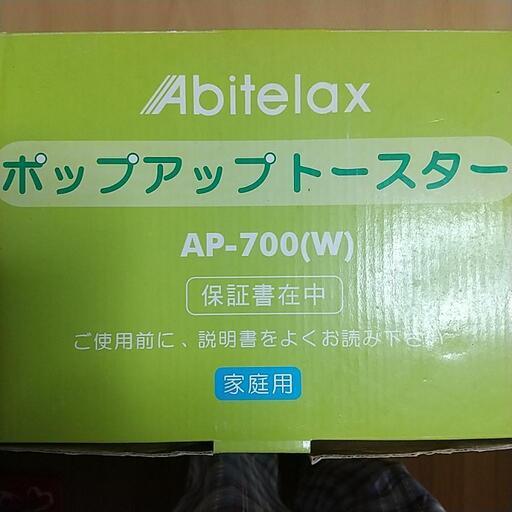 Abitelax
ポップアップトースター
AP-700(W)
保証書在中
ご使用前に、説明書をよくお読み下さい
家庭用